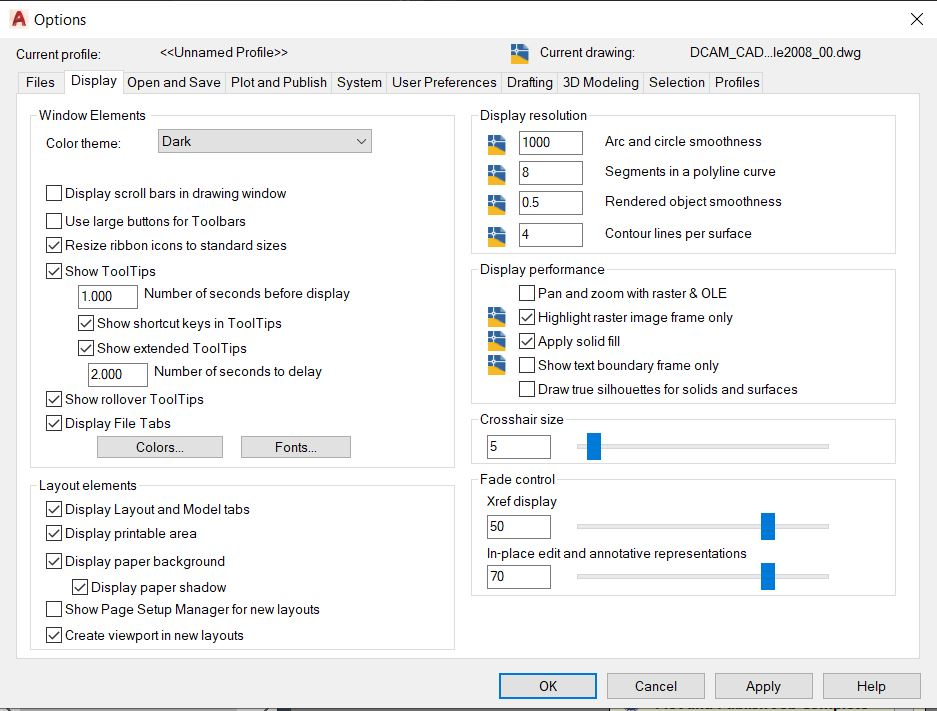 Options
Current profile: <<Unnamed Profile>> Current drawing: DCAM_CAD...le2008_00.dwg
Files Display Open and Save Plot and Publish System User Preferences Drafting 3D Modeling Selection Profiles
Window Elements
Color theme: Dark
Display scroll bars in drawing window
Use large buttons for Toolbars
Resize ribbon icons to standard sizes
Show ToolTips
1.000 Number of seconds before display
Show shortcut keys in ToolTips
Show extended ToolTips
2.000 Number of seconds to delay
Show rollover ToolTips
Display File Tabs
Colors... Fonts...
Layout elements
Display Layout and Model tabs
Display printable area
Display paper background
Display paper shadow
Show Page Setup Manager for new layouts
Create viewport in new layouts
Display resolution
1000 Arc and circle smoothness
8 Segments in a polyline curve
0.5 Rendered object smoothness
4 Contour lines per surface
Display performance
Pan and zoom with raster & OLE
Highlight raster image frame only
Apply solid fill
Show text boundary frame only
Draw true silhouettes for solids and surfaces
Crosshair size
5
Fade control
Xref display
50
In-place edit and annotative representations
70
OK Cancel Apply Help